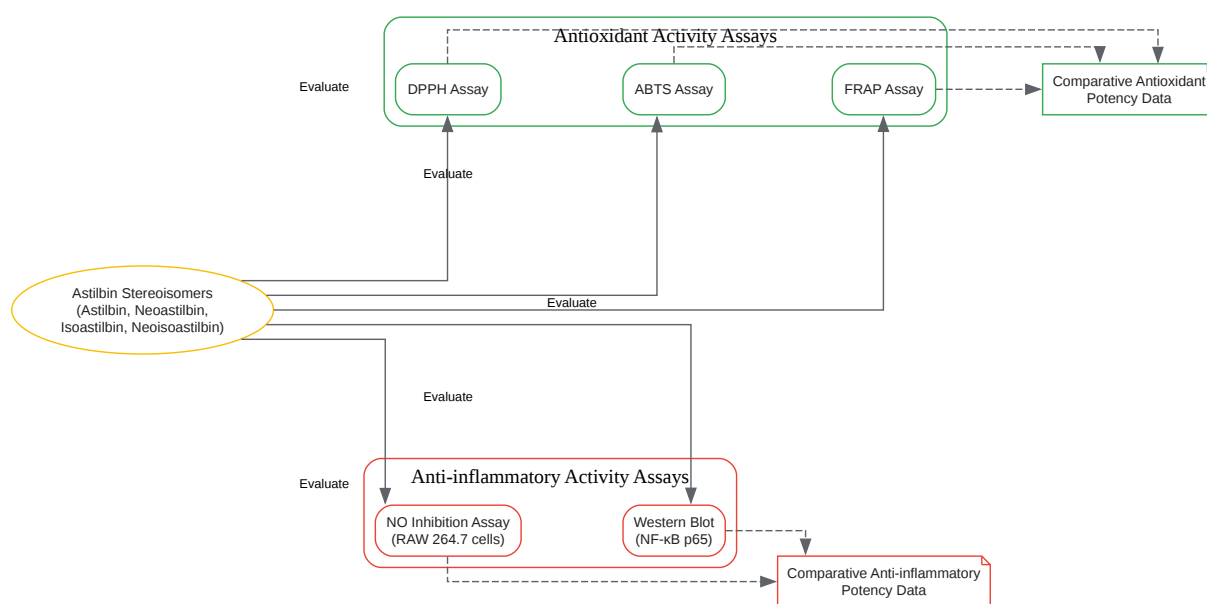 Antioxidant Activity Assays
Evaluate
DPPH Assay
ABTS Assay
FRAP Assay
Comparative Antioxidant
Potency Data
Evaluate
Astilbin Stereoisomers
(Astilbin, Neoastilbin,
Isoastilbin, Neoisoastilbin)
Evaluate
Evaluate
Anti-inflammatory Activity Assays
Evaluate
NO Inhibition Assay
(RAW 264.7 cells)
Western Blot
(NF-κB p65)
Comparative Anti-inflammatory
Potency Data